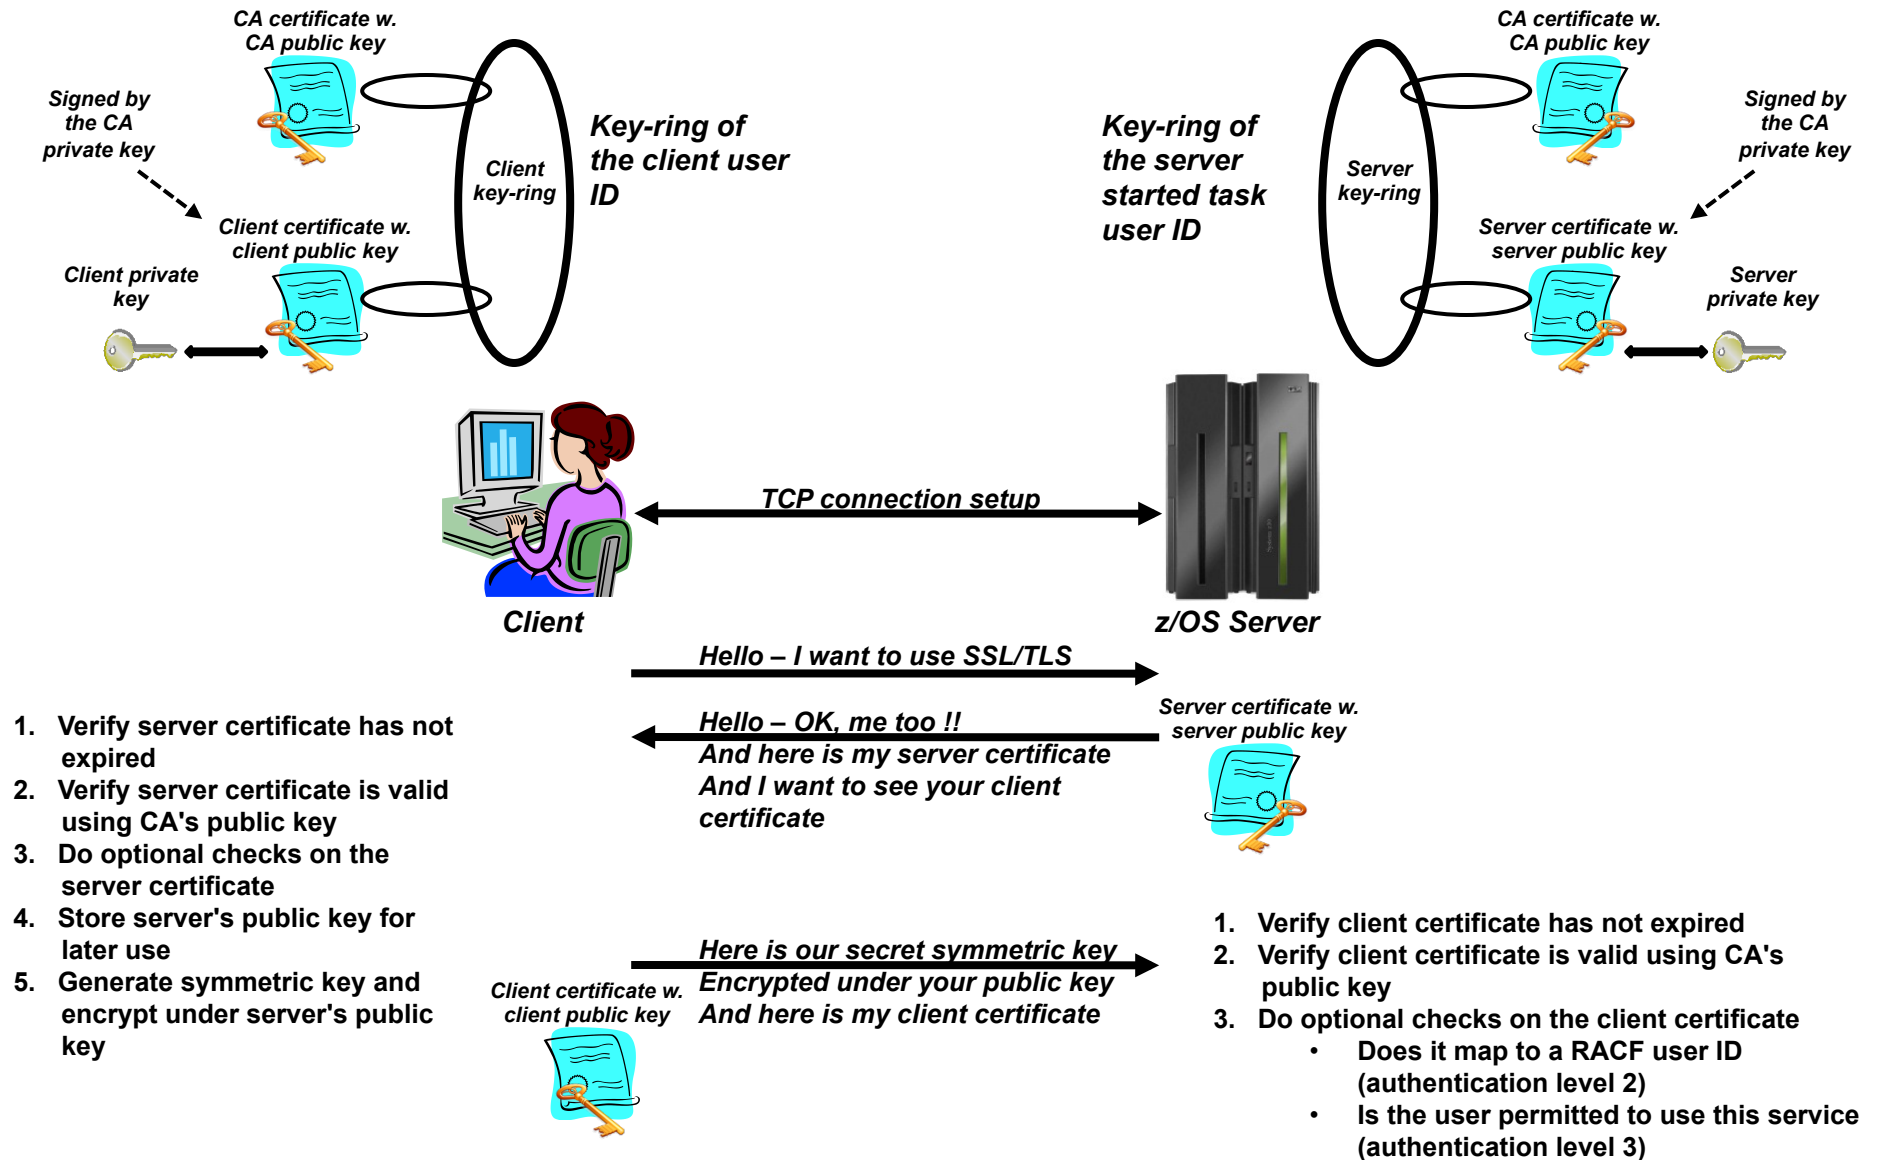 CA certificate w.
CA public key
CA certificate w.
CA public key
Signed by
the CA
private key
Key-ring of
the client user
ID
Client
key-ring
Key-ring of
the server
started task
user ID
Server
key-ring
Signed by
the CA
private key
Client certificate w.
client public key
Server certificate w.
server public key
Client private
key
Server
private key
TCP connection setup
Client
z/OS Server
Hello – I want to use SSL/TLS
Hello – OK, me too !!
And here is my server certificate
And I want to see your client
certificate
Server certificate w.
server public key
1. Verify server certificate has not
expired
2. Verify server certificate is valid
using CA's public key
3. Do optional checks on the
server certificate
4. Store server's public key for
later use
5. Generate symmetric key and
encrypt under server's public
key
Here is our secret symmetric key
Encrypted under your public key
And here is my client certificate
Client certificate w.
client public key
1. Verify client certificate has not expired
2. Verify client certificate is valid using CA's
public key
3. Do optional checks on the client certificate
• Does it map to a RACF user ID
(authentication level 2)
• Is the user permitted to use this service
(authentication level 3)